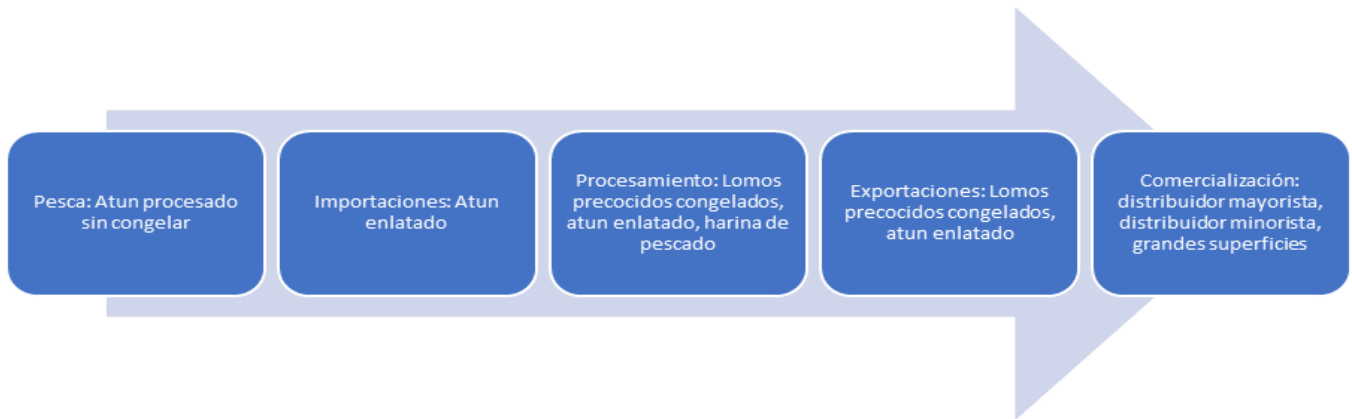 Pesca: Atun procesado
sin congelar
Importaciones: Atun
enlatado
Procesamiento: Lomos
precocidos congelados,
atun enlatado, harina de
pescado
Exportaciones: Lomos
precocidos congelados,
atun enlatado
Comercialización:
distribuidor mayorista,
distribuidor minorista,
grandes superficies